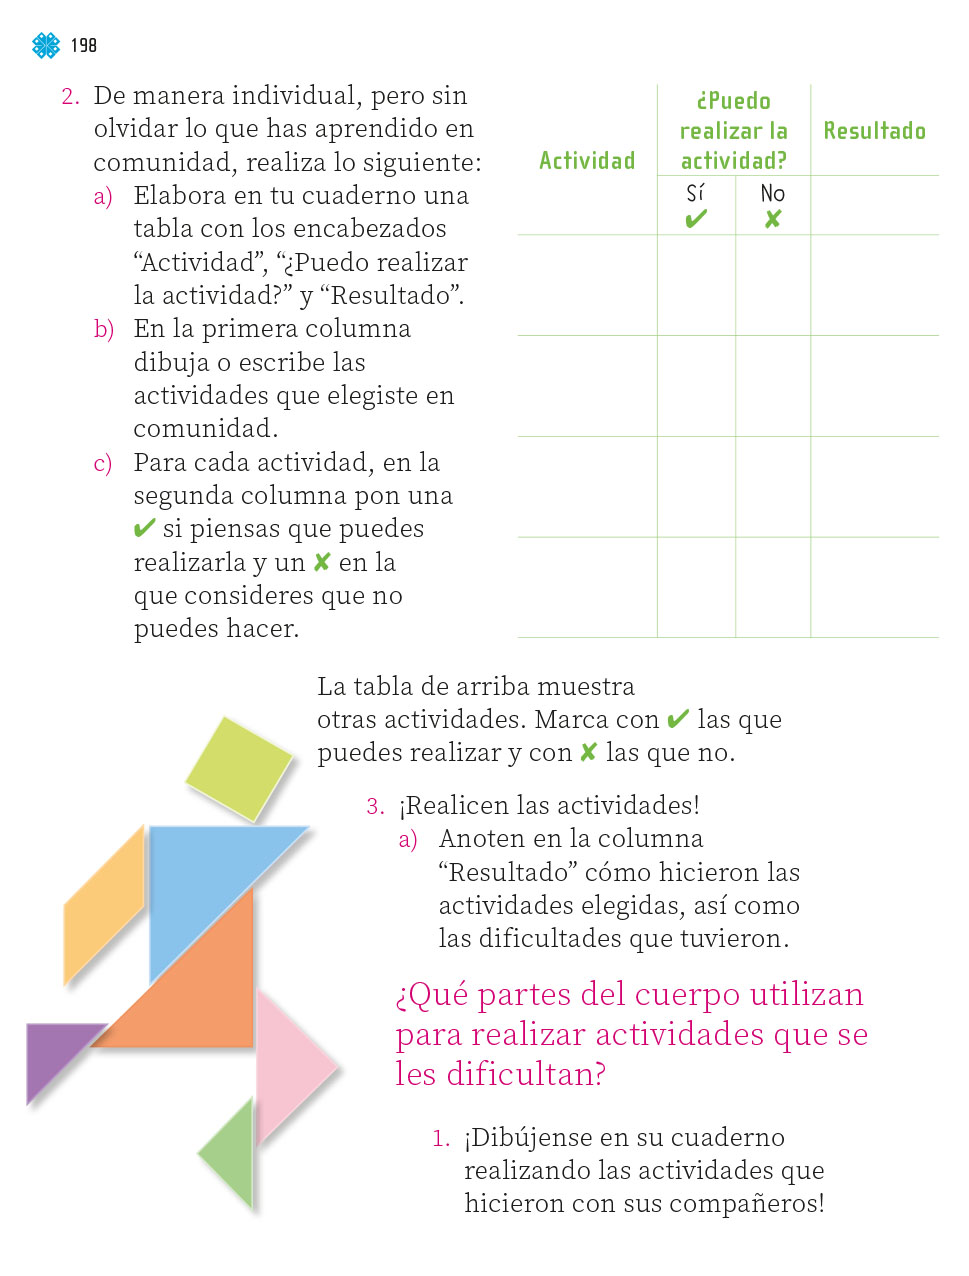 198
2. De manera individual, pero sin
olvidar lo que has aprendido en
comunidad, realiza lo siguiente:
a) Elabora en tu cuaderno una
tabla con los encabezados
“Actividad”, “¿Puedo realizar
la actividad?” y “Resultado”.
b) En la primera columna
dibuja o escribe las
actividades que elegiste en
comunidad.
c) Para cada actividad, en la
segunda columna pon una
✔ si piensas que puedes
realizarla y un ✘ en la
que consideres que no
puedes hacer.
Actividad
¿Puedo
realizar la
actividad?
Resultado
Sí No
✔ ✘
La tabla de arriba muestra
otras actividades. Marca con ✔ las que
puedes realizar y con ✘ las que no.
3. ¡Realicen las actividades!
a) Anoten en la columna
“Resultado” cómo hicieron las
actividades elegidas, así como
las dificultades que tuvieron.
¿Qué partes del cuerpo utilizan
para realizar actividades que se
les dificultan?
1. ¡Dibújense en su cuaderno
realizando las actividades que
hicieron con sus compañeros!